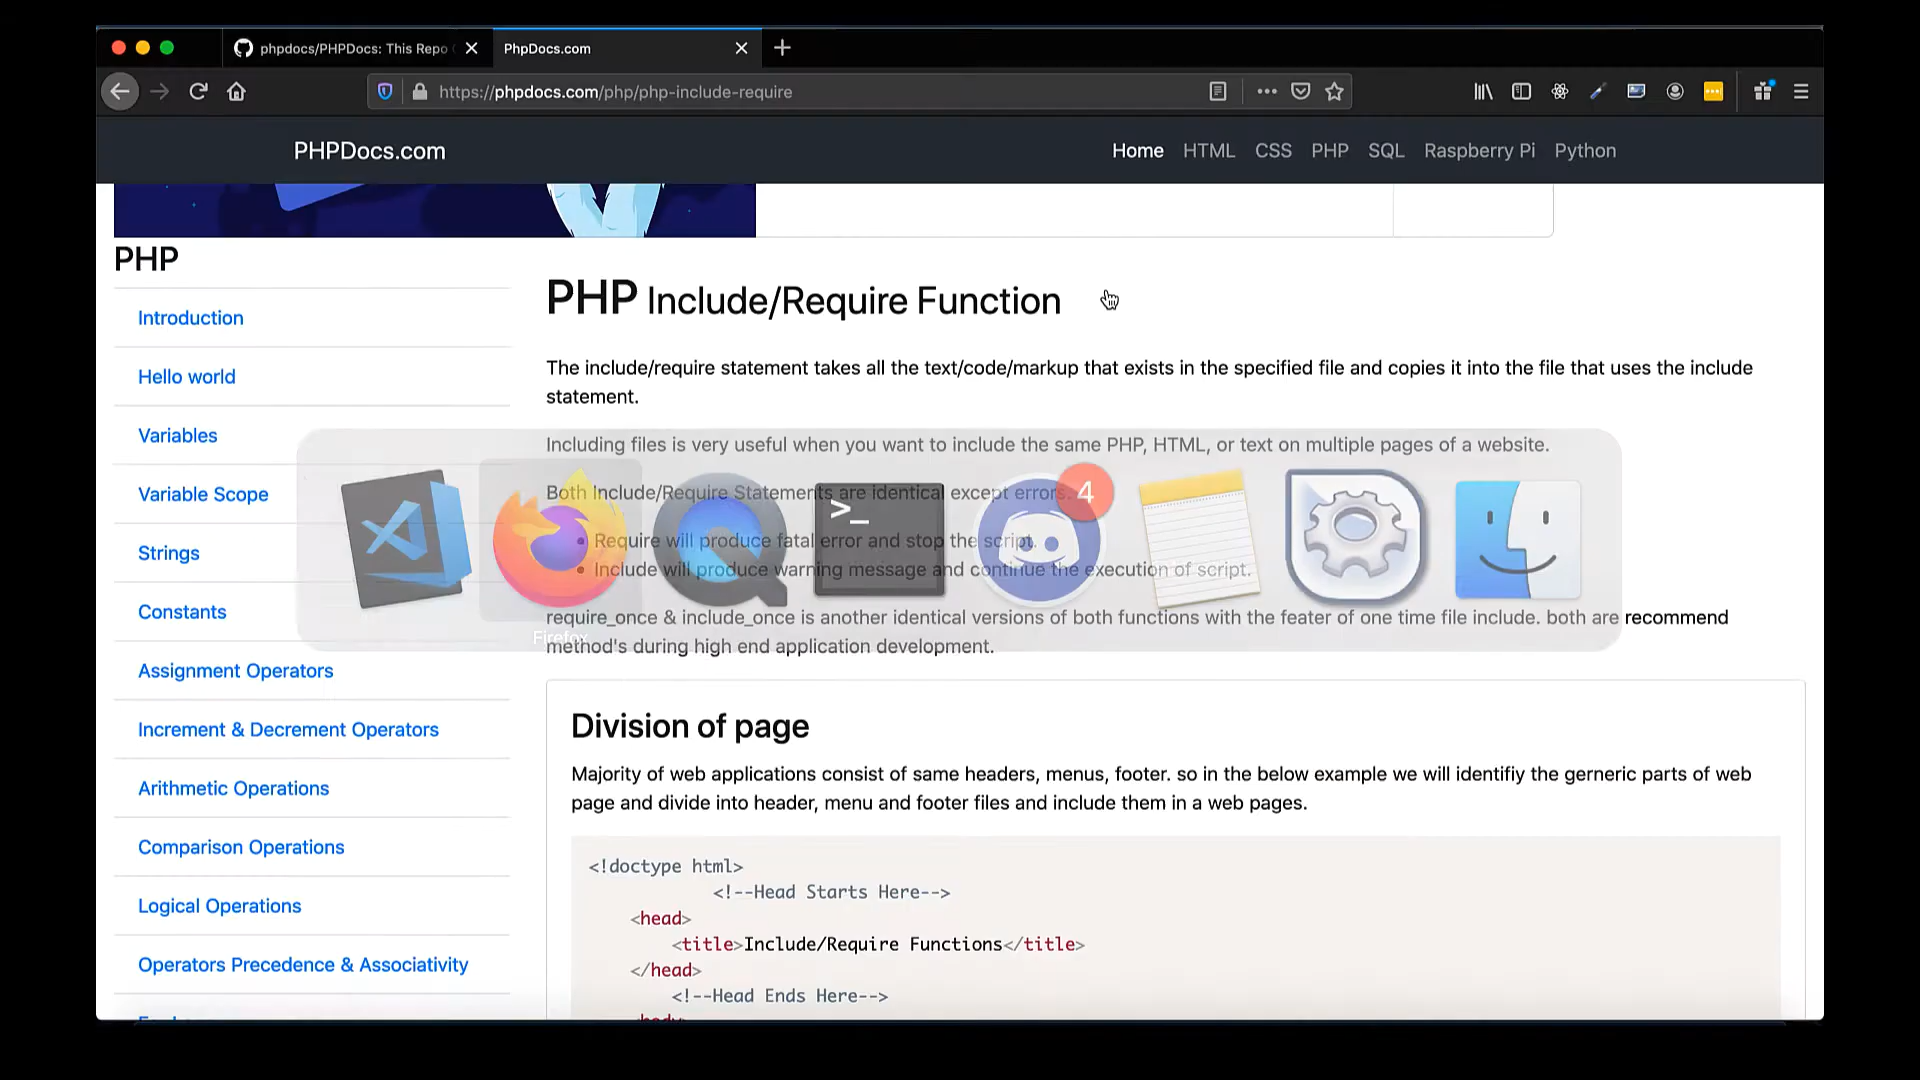 phpdocs/PHPDocs: This Repo
PhpDocs.com
https://phpdocs.com/php/php-include-require
PHPDocs.com
Home HTML CSS PHP SQL Raspberry Pi Python
PHP
Introduction
Hello world
Variables
Variable Scope
Strings
Constants
Assignment Operators
Increment & Decrement Operators
Arithmetic Operations
Comparison Operations
Logical Operations
Operators Precedence & Associativity
PHP Include/Require Function
The include/require statement takes all the text/code/markup that exists in the specified file and copies it into the file that uses the include
statement.
Including files is very useful when you want to include the same PHP, HTML, or text on multiple pages of a website.
Both Include/Require Statements are identical except errors.
Require will produce fatal error and stop the script.
Include will produce warning message and continue the execution of script.
require_once & include_once is another identical versions of both functions with the feater of one time file include. both are recommend
method's during high end application development.
4
>_
Firefox
Division of page
Majority of web applications consist of same headers, menus, footer. so in the below example we will identifiy the gerneric parts of web
page and divide into header, menu and footer files and include them in a web pages.
<!doctype html>
<!--Head Starts Here-->
<head>
<title>Include/Require Functions</title>
</head>
<!--Head Ends Here-->